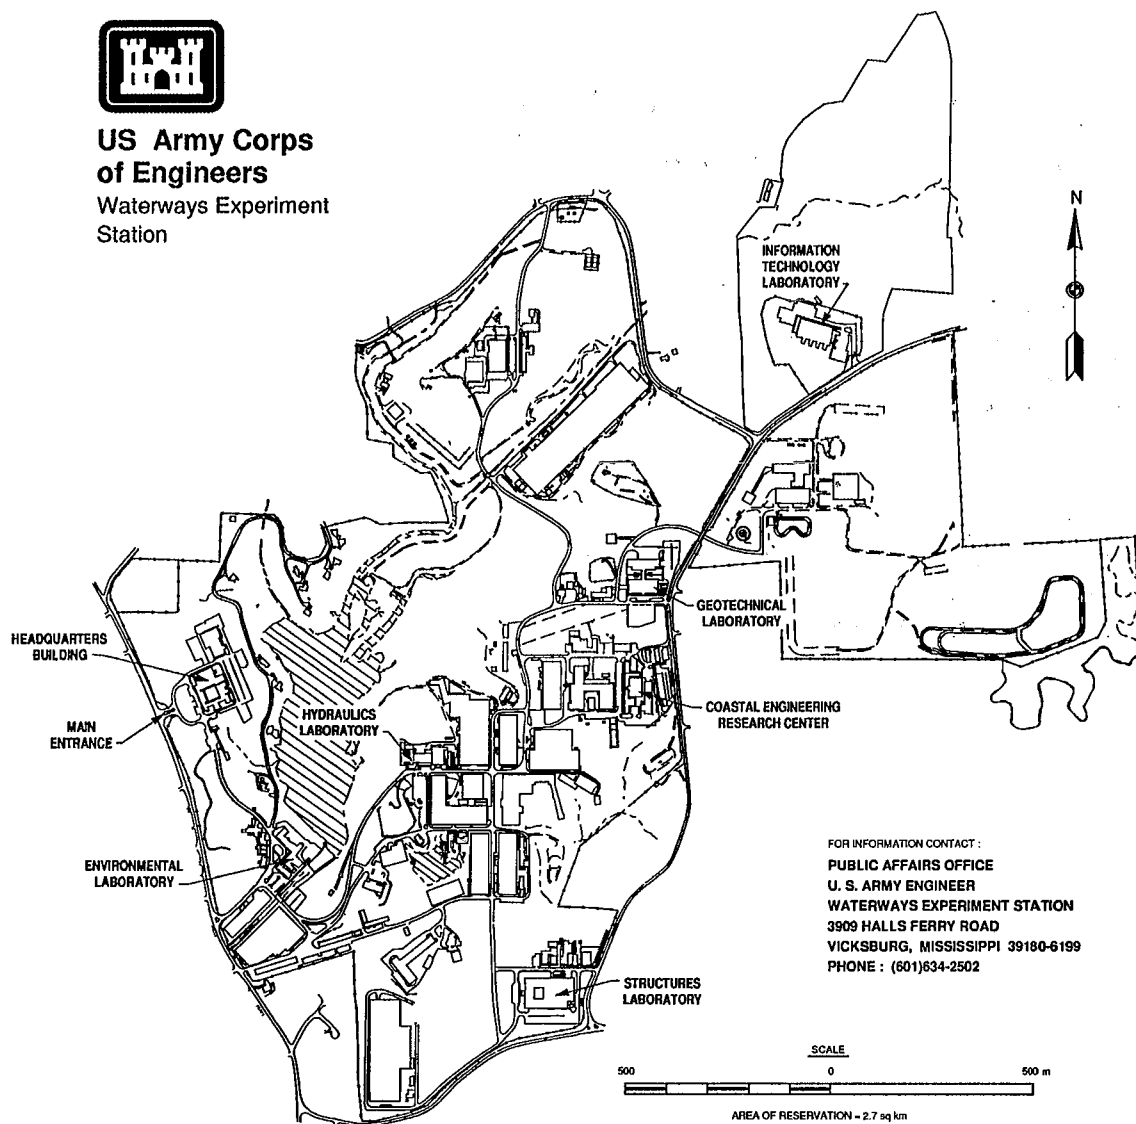 US Army Corps
of Engineers
Waterways Experiment
Station
N
INFORMATION
TECHNOLOGY
LABORATORY
GEOTECHNICAL
LABORATORY
HEADQUARTERS
BUILDING
MAIN
ENTRANCE
HYDRAULICS
LABORATORY
COASTAL ENGINEERING
RESEARCH CENTER
ENVIRONMENTAL
LABORATORY
STRUCTURES
LABORATORY
FOR INFORMATION CONTACT :
PUBLIC AFFAIRS OFFICE
U. S. ARMY ENGINEER
WATERWAYS EXPERIMENT STATION
3909 HALLS FERRY ROAD
VICKSBURG, MISSISSIPPI 39180-6199
PHONE : (601)634-2502
SCALE
500 0 500 m
AREA OF RESERVATION = 2.7 sq km